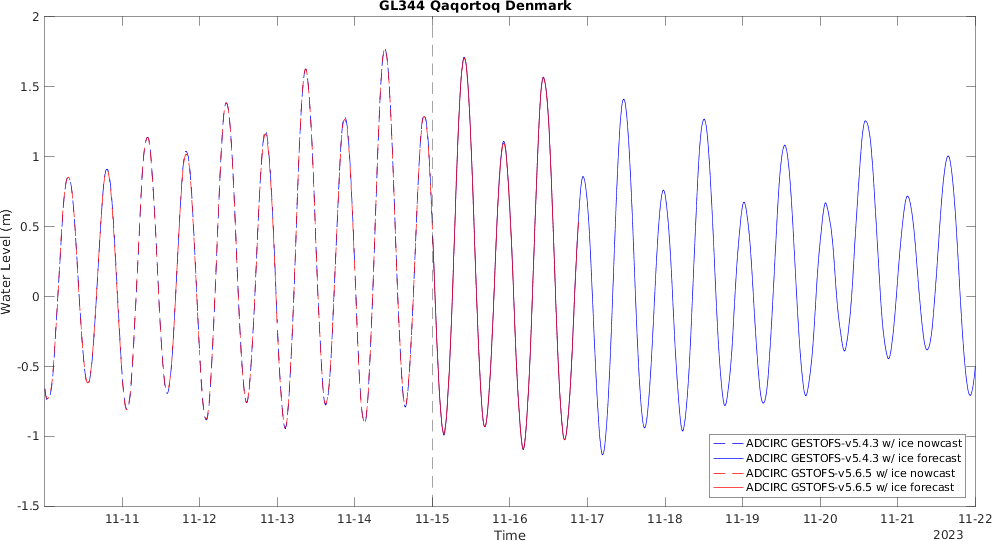 GL344 Qaqortoq Denmark
2
1.5
1
0.5
0
-0.5
-1
-1.5
Water Level (m)
11-11 11-12 11-13 11-14 11-15 11-16 11-17 11-18 11-19 11-20 11-21 11-22
Time
2023
ADCIRC GESTOFS-v5.4.3 w/ ice nowcast
ADCIRC GESTOFS-v5.4.3 w/ ice forecast
ADCIRC GSTOFS-v5.6.5 w/ ice nowcast
ADCIRC GSTOFS-v5.6.5 w/ ice forecast